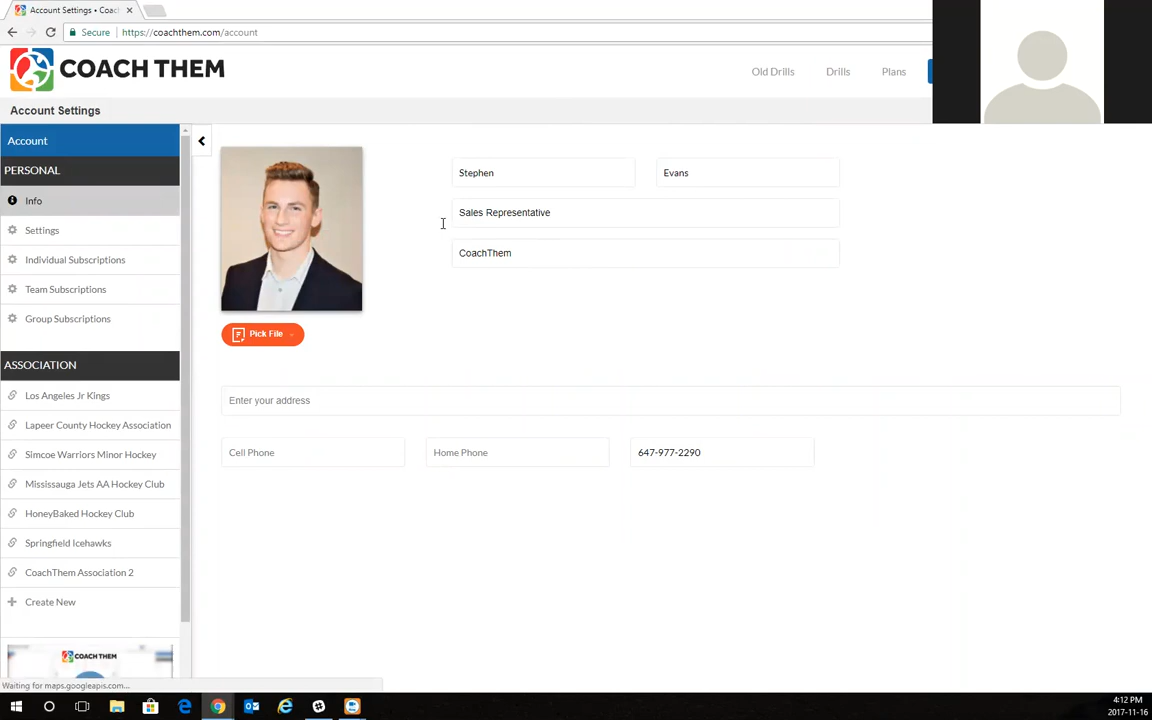 Account Settings • Coac
Secure
https://coachthem.com/account
COACH THEM
Old Drills
Drills
Plans
Account Settings
Account
PERSONAL
Info
Settings
Individual Subscriptions
Team Subscriptions
Group Subscriptions
ASSOCIATION
Los Angeles Jr Kings
Lapeer County Hockey Association
Simcoe Warriors Minor Hockey
Mississauga Jets AA Hockey Club
HoneyBaked Hockey Club
Springfield Icehawks
CoachThem Association 2
Create New
COACH THEM
Stephen
Evans
Sales Representative
CoachThem
Pick File
Enter your address
Cell Phone
Home Phone
647-977-2290
Waiting for maps.googleapis.com...
4:12 PM
2017-11-16